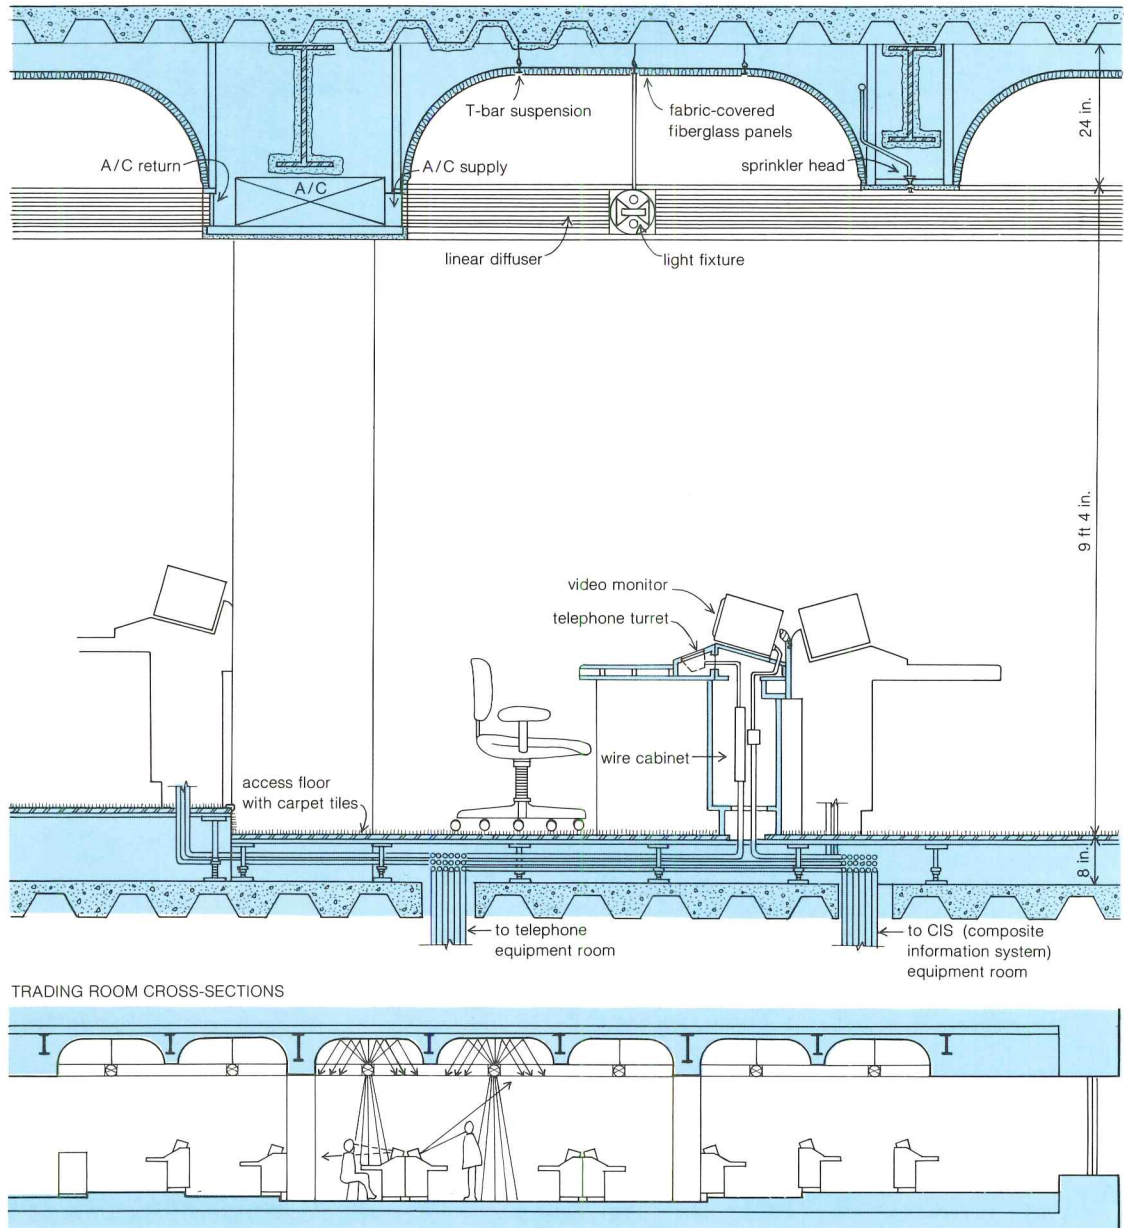 24 in.
T-bar suspension
fabric-covered
fiberglass panels
A/C return
A/C
A/C supply
sprinkler head
linear diffuser
light fixture
9 ft 4 in.
video monitor
telephone turret
wire cabinet
access floor
with carpet tiles
8 in.
to telephone
equipment room
to CIS (composite
information system)
equipment room
TRADING ROOM CROSS-SECTIONS